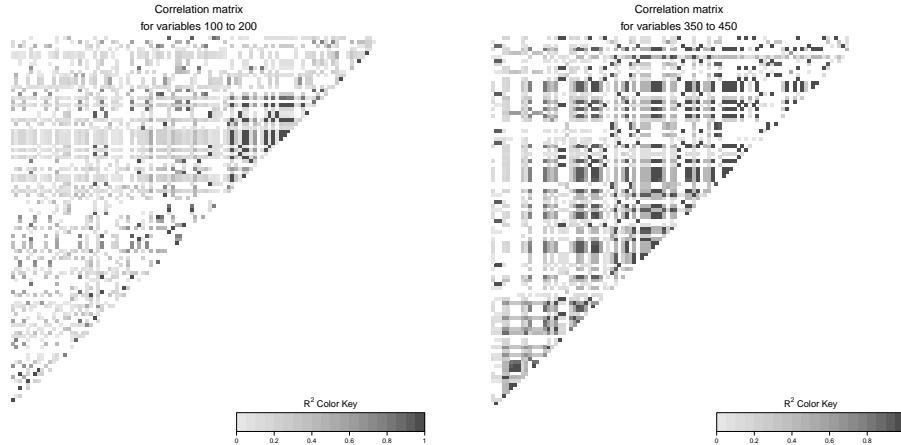 Correlation matrix
for variables 100 to 200
Correlation matrix
for variables 350 to 450
R² Color Key
0 0.2 0.4 0.6 0.8 1
R² Color Key
0 0.2 0.4 0.6 0.8